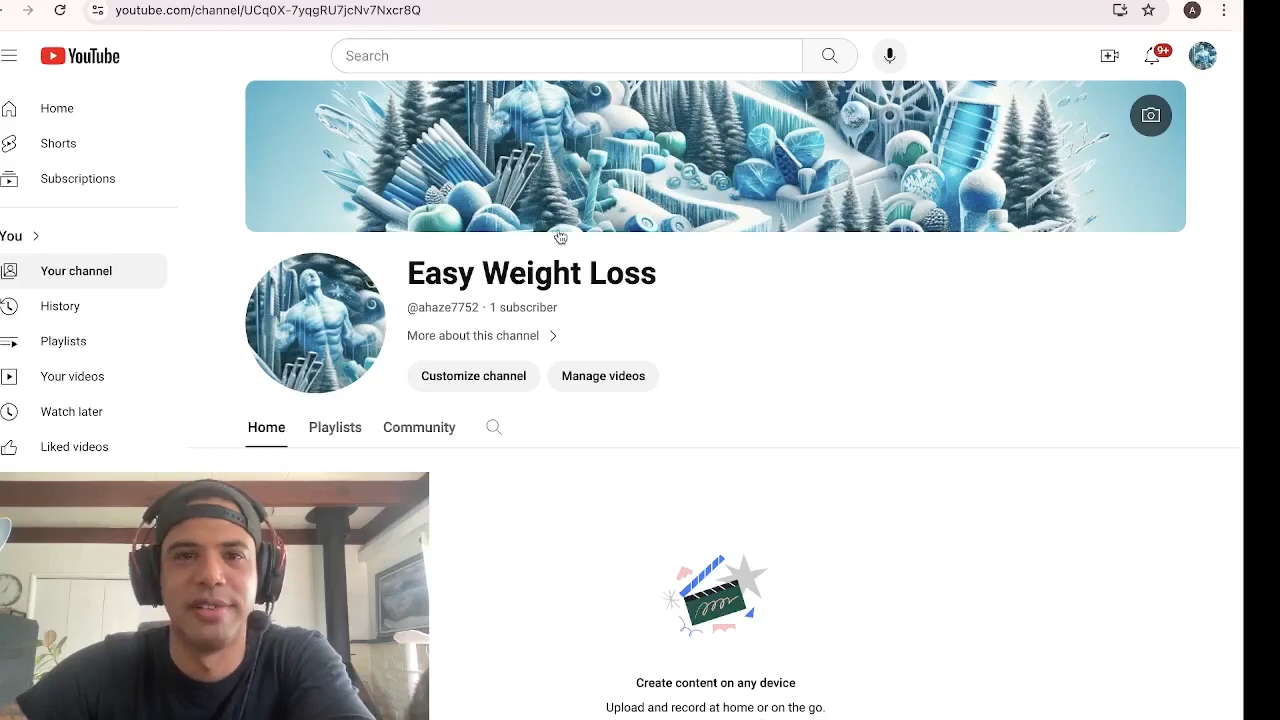 youtube.com/channel/UCq0X-7yqgRU7jcNv7Nxcr8Q
A
YouTube
Search
9+
Home
Shorts
Subscriptions
You
Your channel
History
Playlists
Your videos
Watch later
Liked videos
Easy Weight Loss
@ahaze7752 · 1 subscriber
More about this channel
Customize channel
Manage videos
Home
Playlists
Community
Create content on any device
Upload and record at home or on the go.